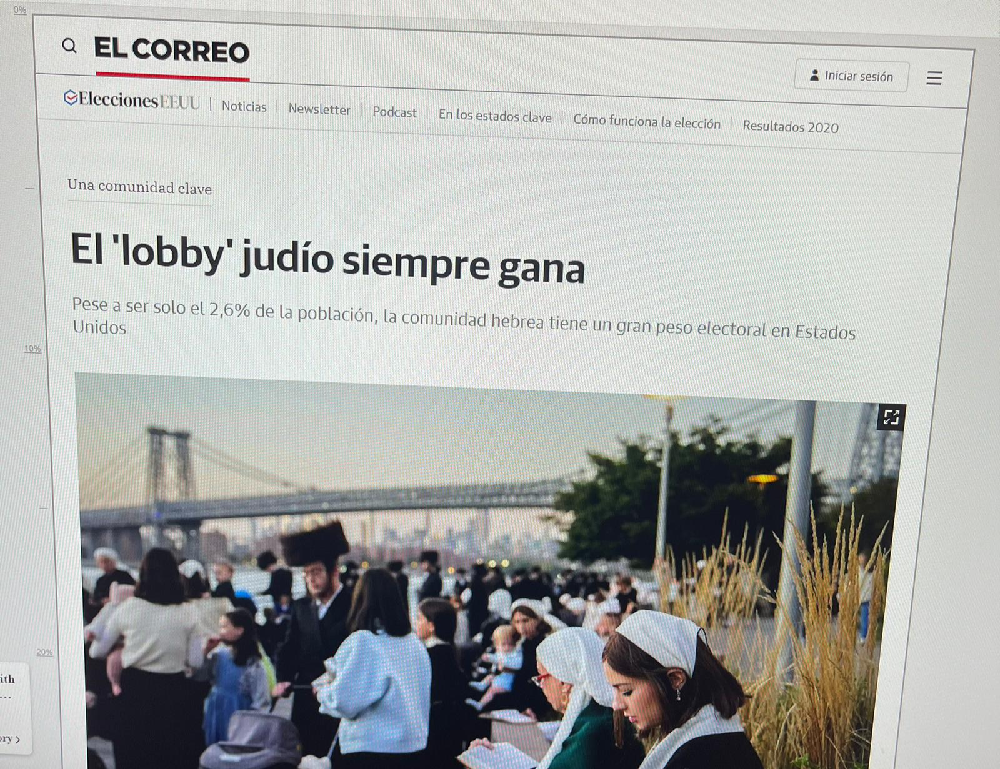 0%
EL CORREO
Iniciar sesión
EleccionesEEUU | Noticias Newsletter Podcast En los estados clave Cómo funciona la elección Resultados 2020
Una comunidad clave
El 'lobby' judío siempre gana
Pese a ser solo el 2,6% de la población, la comunidad hebrea tiene un gran peso electoral en Estados
Unidos
10%
20%
ith
...
ory >